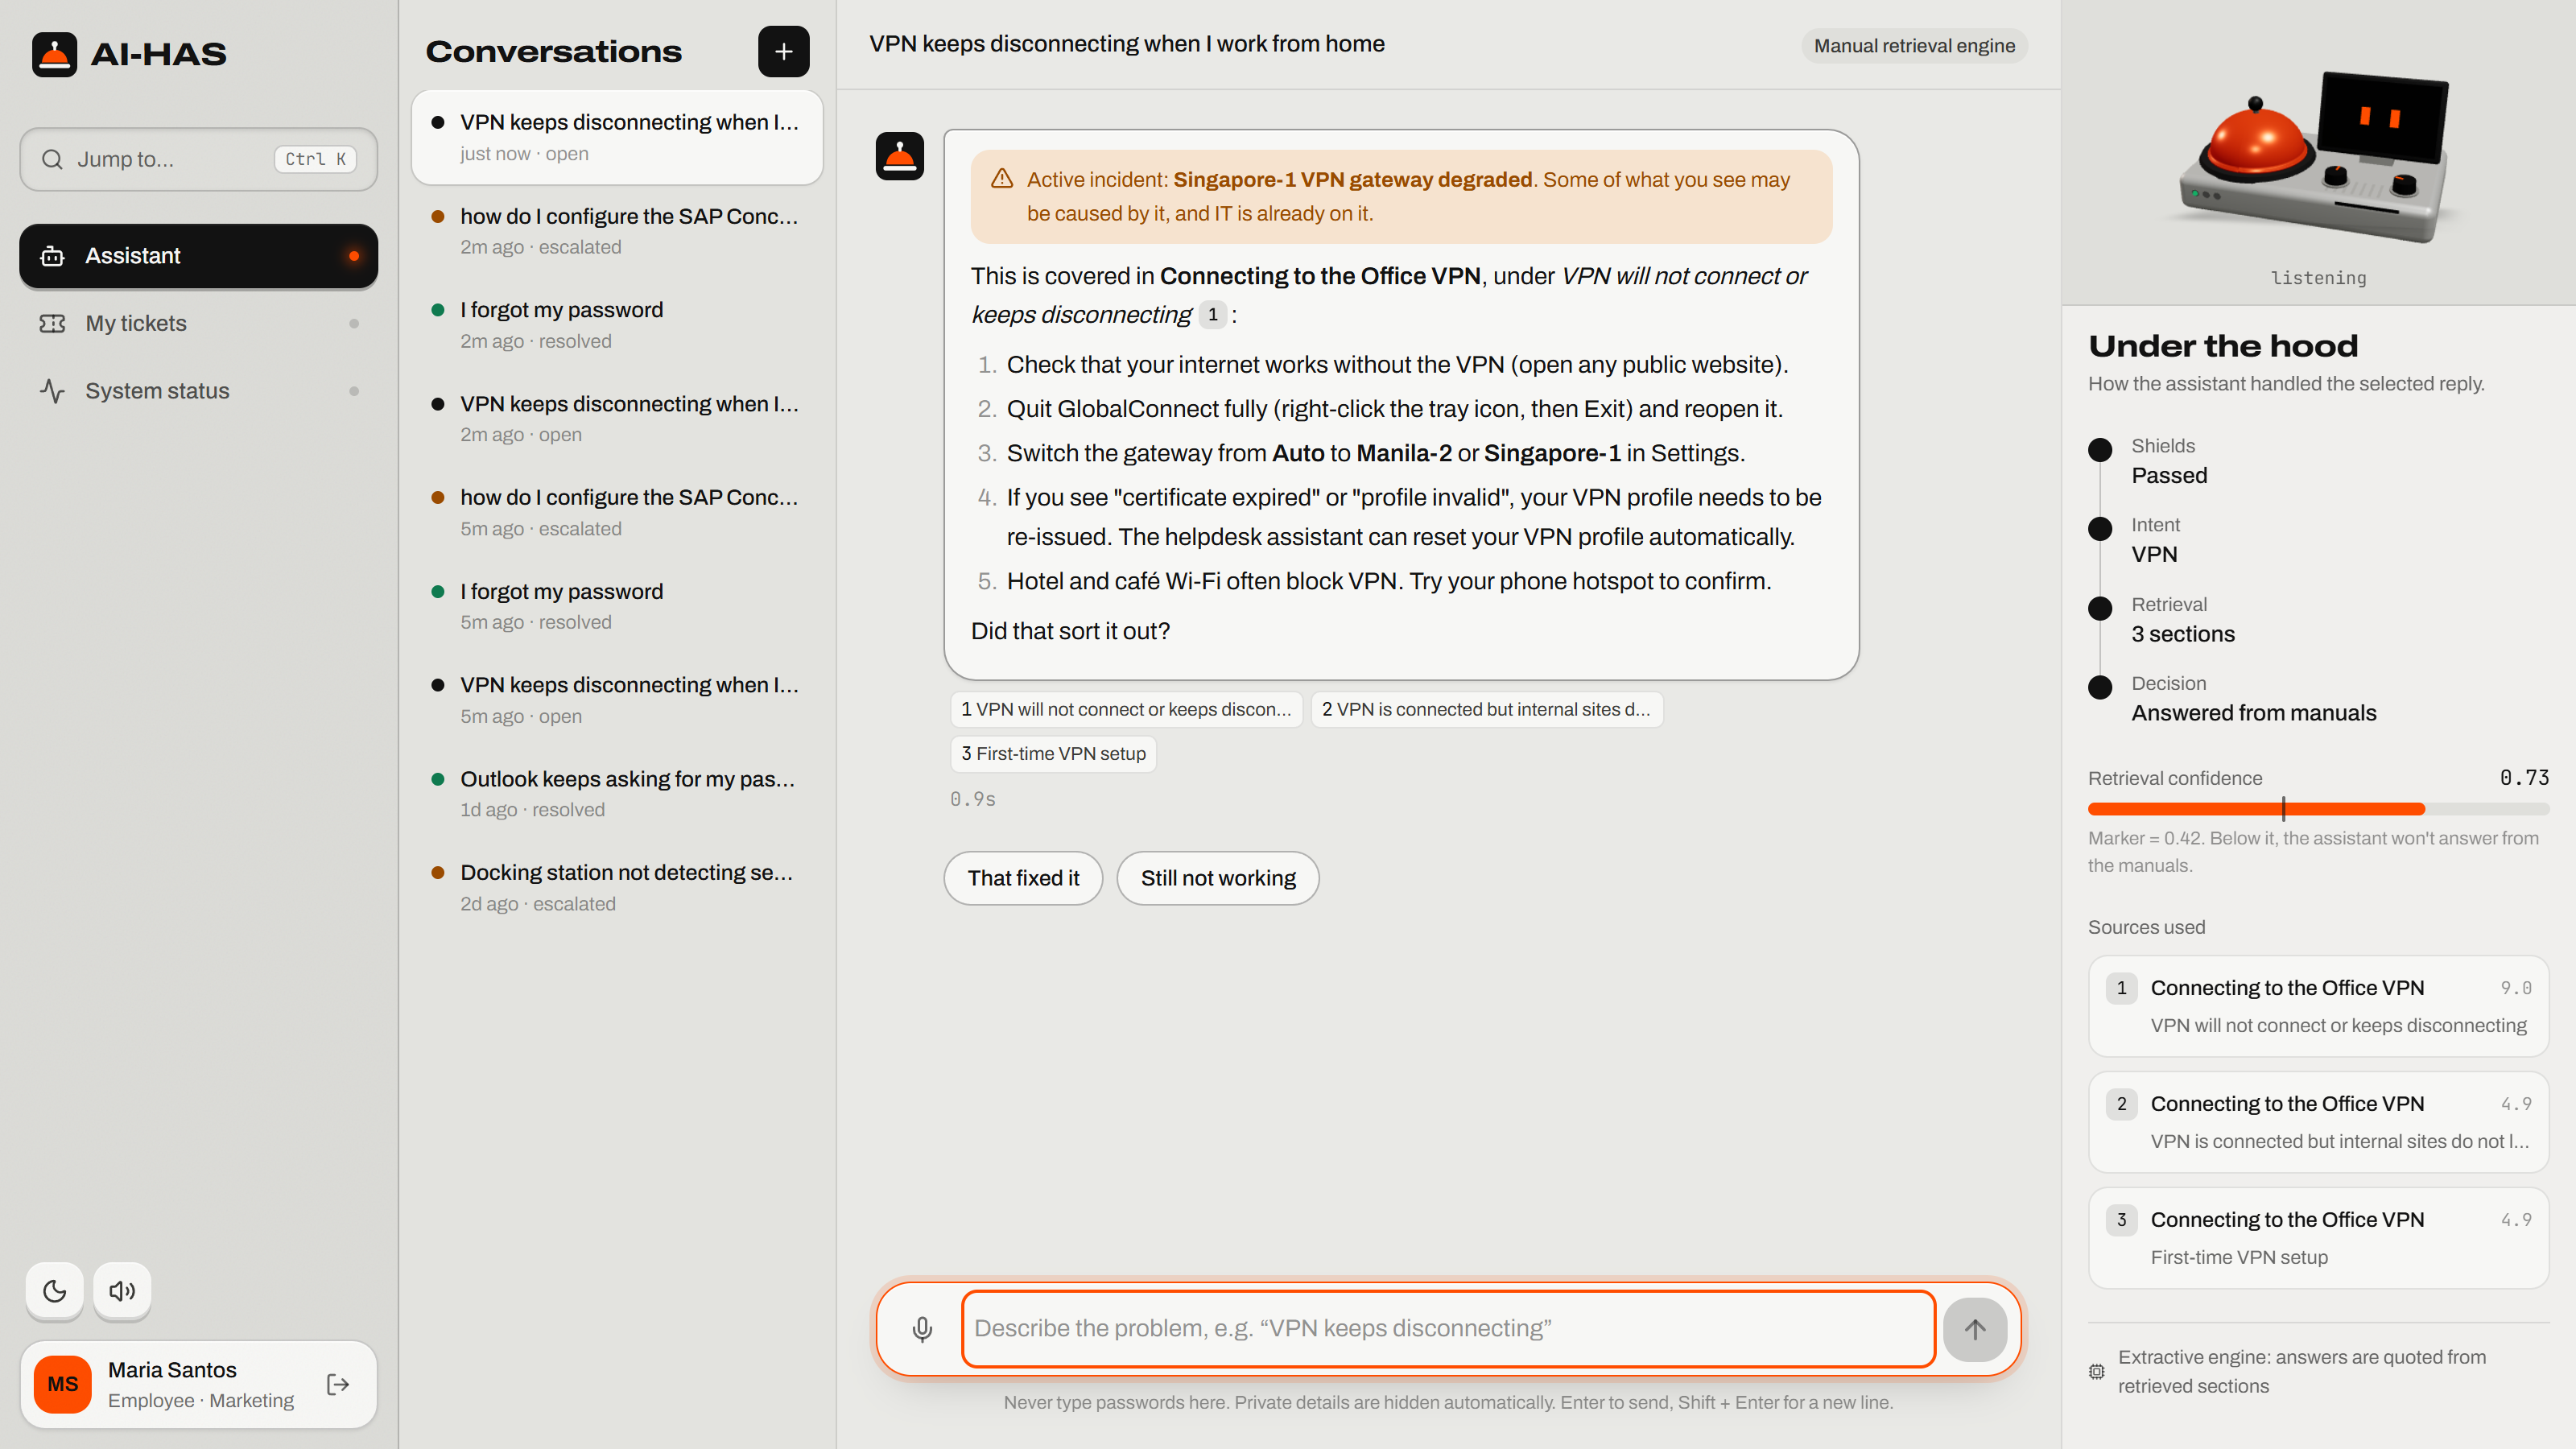 AI-HAS
Jump to...
Ctrl K
Assistant
My tickets
System status
MS
Maria Santos
Employee · Marketing
Conversations
VPN keeps disconnecting when I...
just now · open
how do I configure the SAP Conc...
2m ago · escalated
I forgot my password
2m ago · resolved
VPN keeps disconnecting when I...
2m ago · open
how do I configure the SAP Conc...
5m ago · escalated
I forgot my password
5m ago · resolved
VPN keeps disconnecting when I...
5m ago · open
Outlook keeps asking for my pas...
1d ago · resolved
Docking station not detecting se...
2d ago · escalated
VPN keeps disconnecting when I work from home
Manual retrieval engine
Active incident: Singapore-1 VPN gateway degraded. Some of what you see may
be caused by it, and IT is already on it.
This is covered in Connecting to the Office VPN, under VPN will not connect or
keeps disconnecting 1 :
1. Check that your internet works without the VPN (open any public website).
2. Quit GlobalConnect fully (right-click the tray icon, then Exit) and reopen it.
3. Switch the gateway from Auto to Manila-2 or Singapore-1 in Settings.
4. If you see "certificate expired" or "profile invalid", your VPN profile needs to be
re-issued. The helpdesk assistant can reset your VPN profile automatically.
5. Hotel and café Wi-Fi often block VPN. Try your phone hotspot to confirm.
Did that sort it out?
1 VPN will not connect or keeps discon...
2 VPN is connected but internal sites d...
3 First-time VPN setup
0.9s
That fixed it
Still not working
Describe the problem, e.g. “VPN keeps disconnecting”
Never type passwords here. Private details are hidden automatically. Enter to send, Shift + Enter for a new line.
listening
Under the hood
How the assistant handled the selected reply.
Shields
Passed
Intent
VPN
Retrieval
3 sections
Decision
Answered from manuals
Retrieval confidence 0.73
Marker = 0.42. Below it, the assistant won't answer from
the manuals.
Sources used
1 Connecting to the Office VPN 9.0
VPN will not connect or keeps disconnecting
2 Connecting to the Office VPN 4.9
VPN is connected but internal sites do not l...
3 Connecting to the Office VPN 4.9
First-time VPN setup
Extractive engine: answers are quoted from
retrieved sections